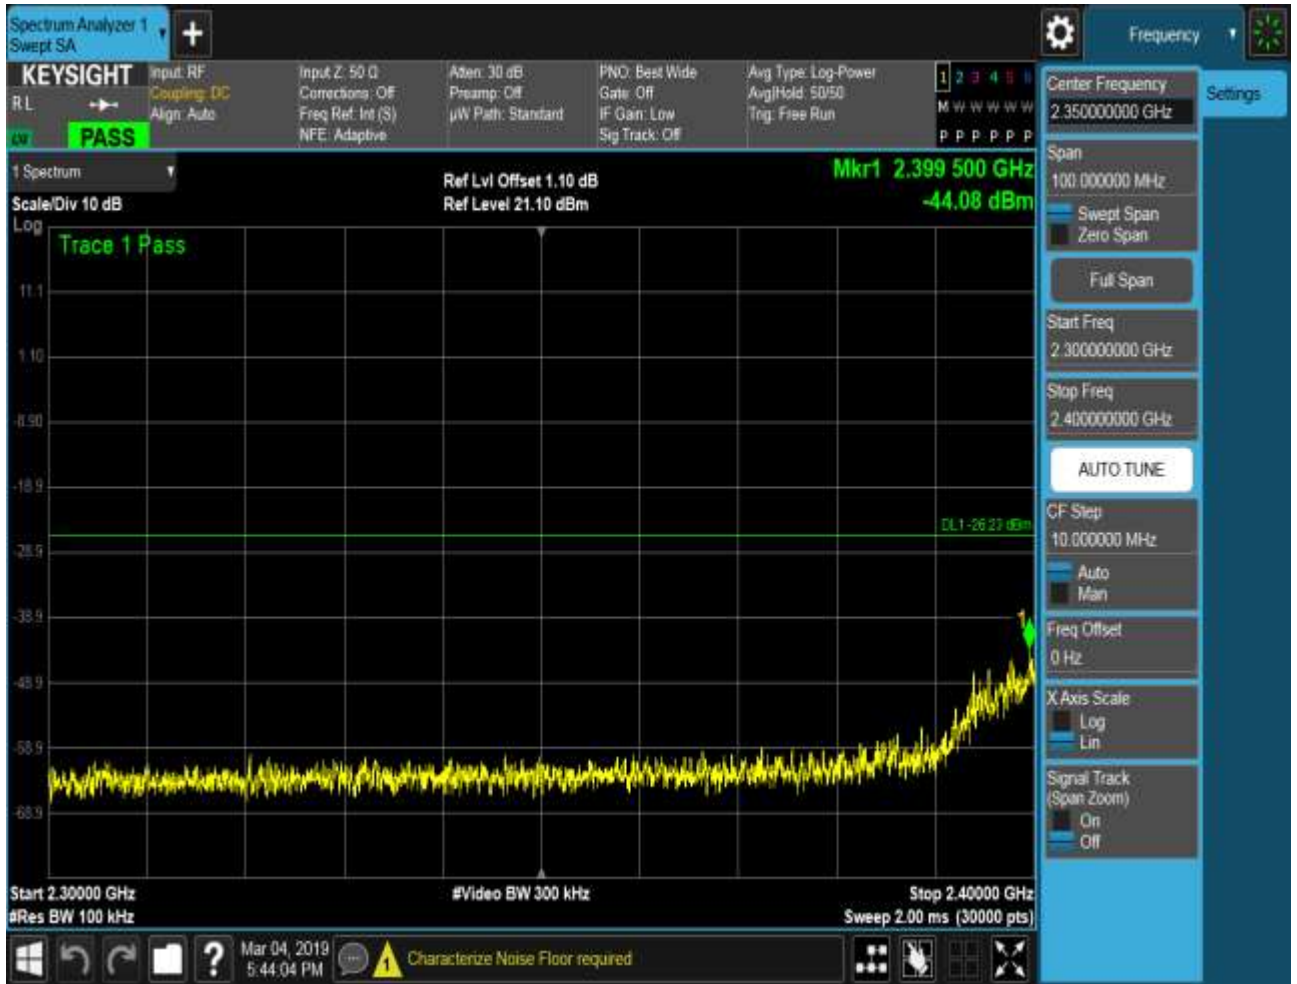 Spectrum Analyzer 1
Swept SA
Frequency
KEYSIGHT
R L
PASS
Input: RF
Coupling: DC
Align: Auto
Input Z: 50 Ω
Corrections: Off
Freq Ref: Int (S)
NFE: Adaptive
Atten: 30 dB
Preamp: Off
µW Path: Standard
PNO: Best Wide
Gate: Off
IF Gain: Low
Sig Track: Off
Avg Type: Log-Power
Avg|Hold: 50/50
Trig: Free Run
1 2 3 4 5 6
M W W W W W
P P P P P P
1 Spectrum
Scale/Div 10 dB
Ref Lvl Offset 1.10 dB
Ref Level 21.10 dBm
Mkr1 2.399 500 GHz
-44.08 dBm
Log
Trace 1 Pass
11.1
1.10
-8.90
-18.9
-28.9
-38.9
-48.9
-58.9
-68.9
DL1 -26.23 dBm
1
Start 2.30000 GHz
#Video BW 300 kHz
Stop 2.40000 GHz
#Res BW 100 kHz
Sweep 2.00 ms (30000 pts)
Center Frequency
2.350000000 GHz
Settings
Span
100.000000 MHz
Swept Span
Zero Span
Full Span
Start Freq
2.300000000 GHz
Stop Freq
2.400000000 GHz
AUTO TUNE
CF Step
10.000000 MHz
Auto
Man
Freq Offset
0 Hz
X Axis Scale
Log
Lin
Signal Track
(Span Zoom)
On
Off
?
Mar 04, 2019
5:44:04 PM
1
Characterize Noise Floor required